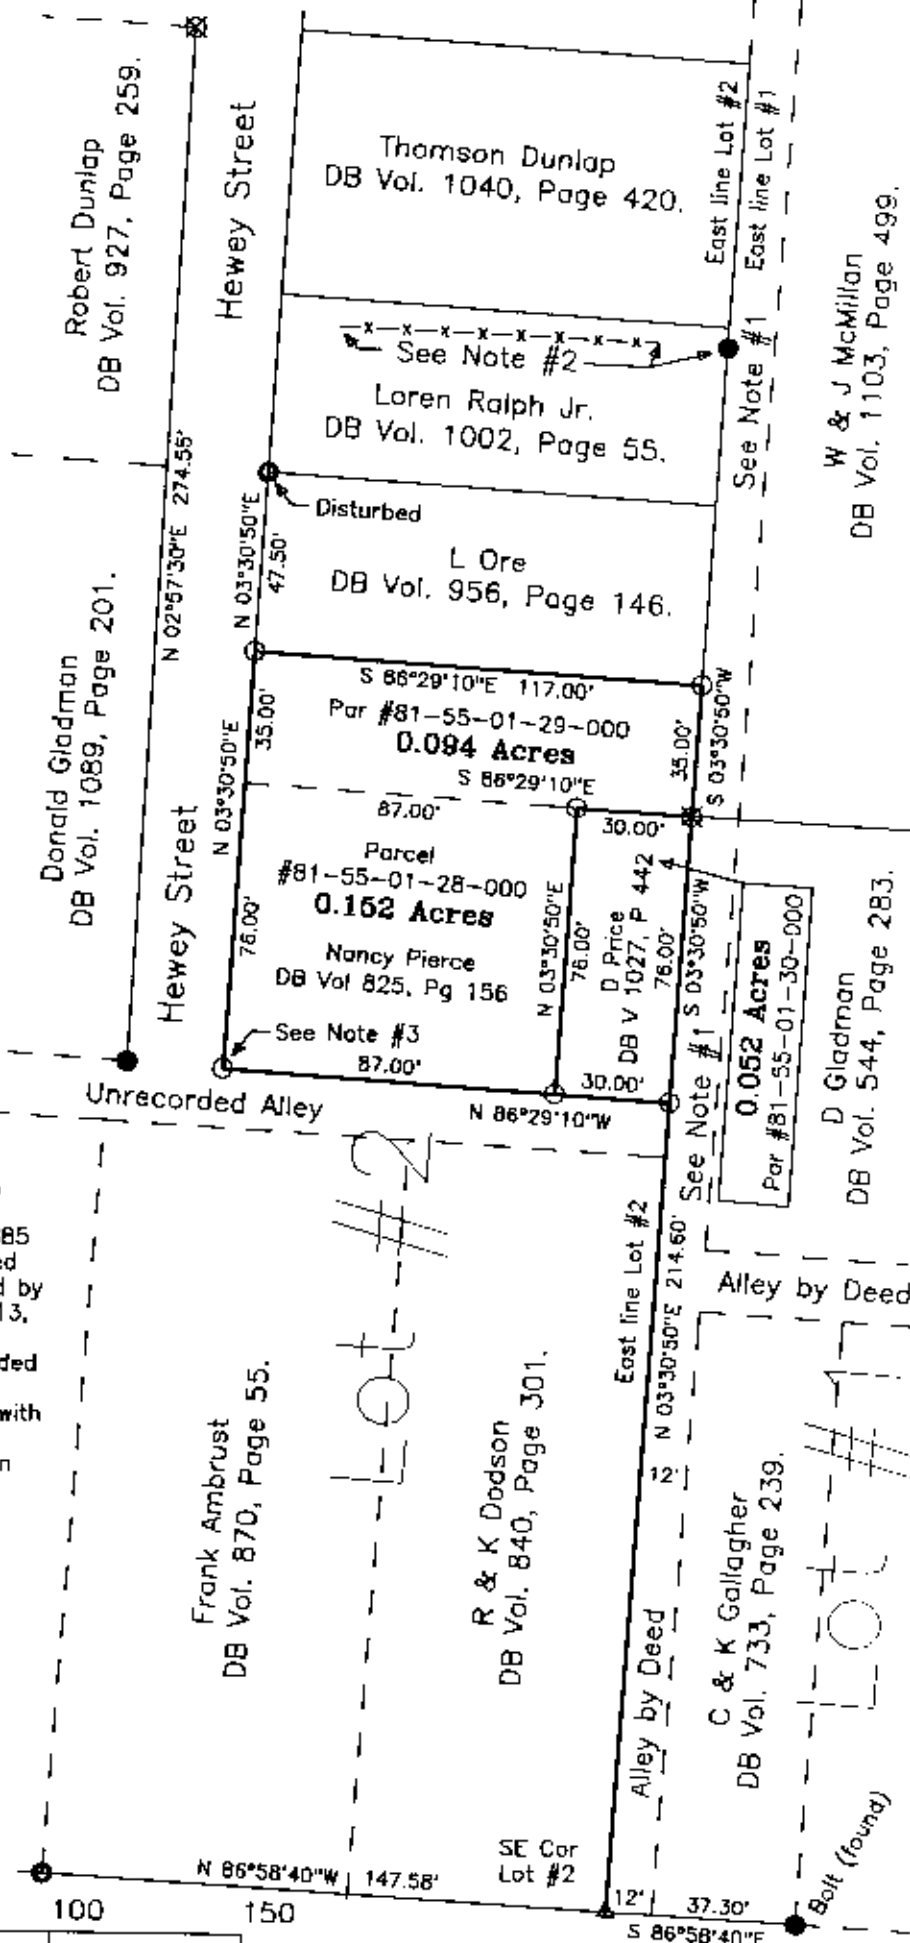 Robert Dunlap
DB Vol. 927, Page 259.
Hewey Street
Thomson Dunlap
DB Vol. 1040, Page 420.
East line Lot #2
East line Lot #1
W & J McMillan
DB Vol. 1103, Page 499.
See Note #2
Loren Ralph Jr.
DB Vol. 1002, Page 55.
See Note #1
N 02°57'30"E 274.55'
Disturbed
N 03°30'50"E
47.50'
L Ore
DB Vol. 956, Page 146.
Donald Gladman
DB Vol. 1089, Page 201.
S 86°29'10"E 117.00'
Par #81-55-01-29-000
0.094 Acres
S 86°29'10"E
N 03°30'50"E
35.00'
35.00'
S 03°30'50"W
87.00'
30.00'
Hewey Street
Parcel
#81-55-01-28-000
0.152 Acres
Nancy Pierce
DB Vol 825, Pg 156
76.00'
N 03°30'50"E
76.00'
D Price
DB V 1027, P 442
76.00'
S 03°30'50"W
0.052 Acres
Par #81-55-01-30-000
D Gladman
DB Vol. 544, Page 283.
See Note #3
87.00'
30.00'
Unrecorded Alley
N 86°29'10"W
See Note #1
Lot #2
East line Lot #2
N 03°30'50"E 214.60'
Alley by Deed
85
ed
d by
13,
ded
with
n
Frank Ambrust
DB Vol. 870, Page 55.
R & K Dodson
DB Vol. 840, Page 301.
12'
C & K Gallagher
DB Vol. 733, Page 239.
Lot #1
Alley by Deed
Bolt (found)
SE Cor
Lot #2
N 86°58'40"W 147.58'
12'
37.30'
S 86°58'40"E
100 150